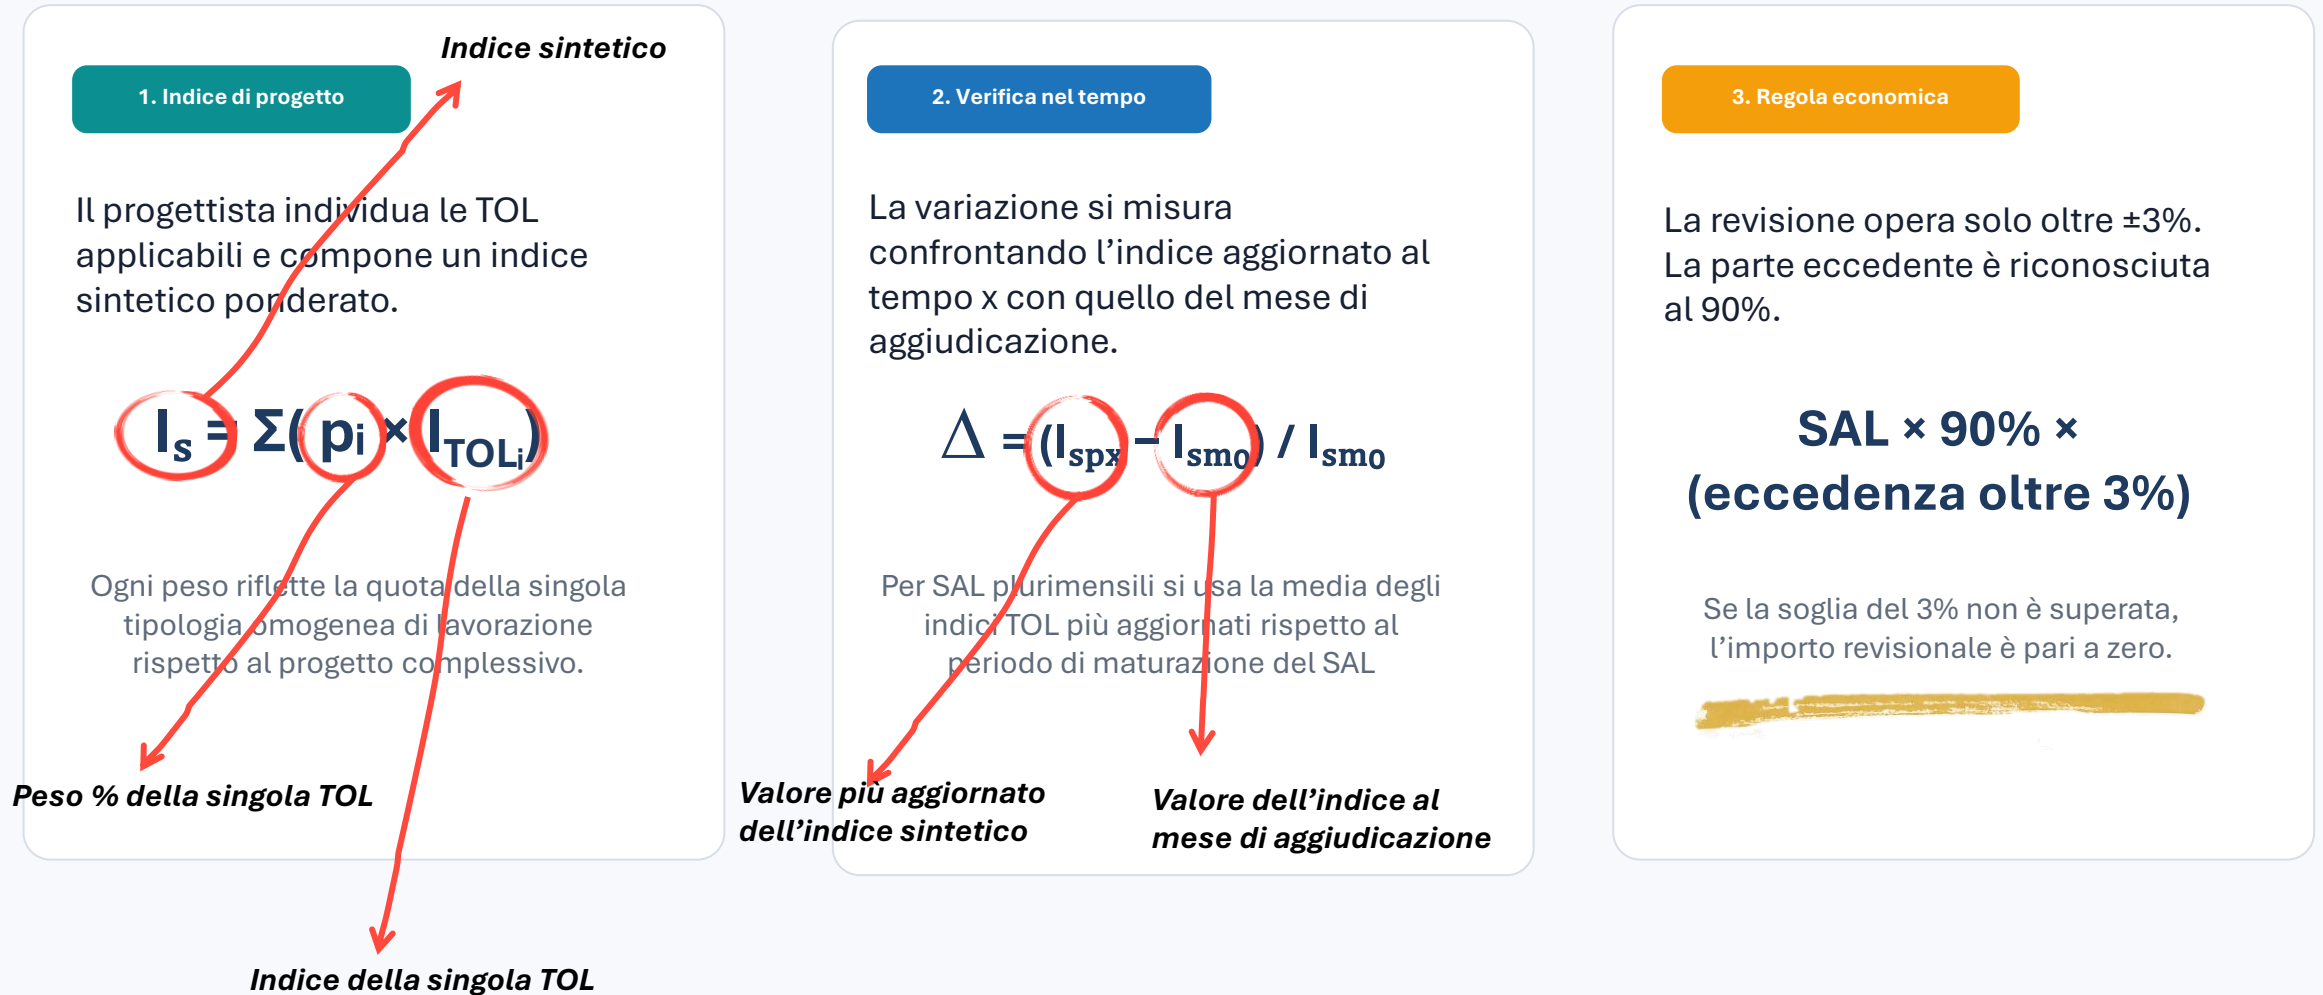 Indice sintetico
1. Indice di progetto
Il progettista individua le TOL
applicabili e compone un indice
sintetico ponderato.
Iₛ = Σ( pᵢ × I_TOLᵢ)
Ogni peso riflette la quota della singola
tipologia omogenea di lavorazione
rispetto al progetto complessivo.
Peso % della singola TOL
Indice della singola TOL
2. Verifica nel tempo
La variazione si misura
confrontando l’indice aggiornato al
tempo x con quello del mese di
aggiudicazione.
Δ = (I_spx − I_sm0) / I_sm0
Per SAL plurimensili si usa la media degli
indici TOL più aggiornati rispetto al
periodo di maturazione del SAL
Valore più aggiornato
dell’indice sintetico
Valore dell’indice al
mese di aggiudicazione
3. Regola economica
La revisione opera solo oltre ±3%.
La parte eccedente è riconosciuta
al 90%.
SAL × 90% ×
(eccedenza oltre 3%)
Se la soglia del 3% non è superata,
l’importo revisionale è pari a zero.